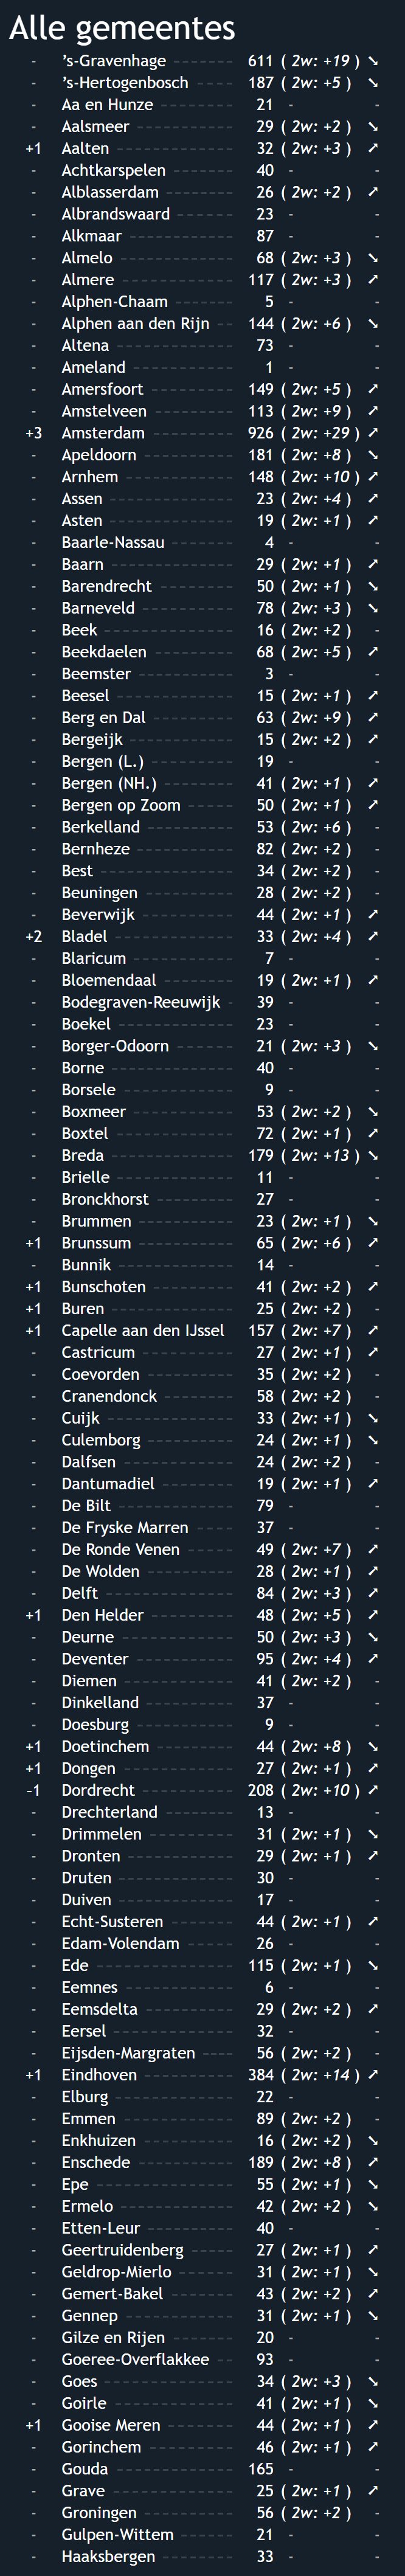 Alle gemeentes
- ’s-Gravenhage ------- 611 ( 2w: +19 ) ➘
- ’s-Hertogenbosch ----- 187 ( 2w: +5 ) ➘
- Aa en Hunze -------- 21 - -
- Aalsmeer ---------- 29 ( 2w: +2 ) ➘
+1 Aalten ------------ 32 ( 2w: +3 ) ➚
- Achtkarspelen ------- 40 - -
- Alblasserdam -------- 26 ( 2w: +2 ) ➚
- Albrandswaard ------- 23 - -
- Alkmaar ----------- 87 - -
- Almelo ------------ 68 ( 2w: +3 ) ➘
- Almere ------------ 117 ( 2w: +3 ) ➚
- Alphen-Chaam ------- 5 - -
- Alphen aan den Rijn -- 144 ( 2w: +6 ) ➘
- Altena ------------ 73 - -
- Ameland ---------- 1 - -
- Amersfoort --------- 149 ( 2w: +5 ) ➚
- Amstelveen --------- 113 ( 2w: +9 ) ➚
+3 Amsterdam --------- 926 ( 2w: +29 ) ➚
- Apeldoorn ---------- 181 ( 2w: +8 ) ➘
- Arnhem ----------- 148 ( 2w: +10 ) ➚
- Assen ------------ 23 ( 2w: +4 ) ➚
- Asten ------------ 19 ( 2w: +1 ) ➚
- Baarle-Nassau ------- 4 - -
- Baarn ------------ 29 ( 2w: +1 ) ➚
- Barendrecht -------- 50 ( 2w: +1 ) ➘
- Barneveld ---------- 78 ( 2w: +3 ) ➘
- Beek ------------- 16 ( 2w: +2 ) -
- Beekdaelen --------- 68 ( 2w: +5 ) ➚
- Beemster ---------- 3 - -
- Beesel ------------ 15 ( 2w: +1 ) ➚
- Berg en Dal --------- 63 ( 2w: +9 ) ➚
- Bergeijk ----------- 15 ( 2w: +2 ) ➚
- Bergen (L.) --------- 19 - -
- Bergen (NH.) -------- 41 ( 2w: +1 ) ➚
- Bergen op Zoom ----- 50 ( 2w: +1 ) ➚
- Berkelland --------- 53 ( 2w: +6 ) -
- Bernheze ---------- 82 ( 2w: +2 ) -
- Best ------------- 34 ( 2w: +2 ) -
- Beuningen --------- 28 ( 2w: +2 ) -
- Beverwijk ---------- 44 ( 2w: +1 ) ➚
+2 Bladel ------------ 33 ( 2w: +4 ) ➚
- Blaricum ---------- 7 - -
- Bloemendaal -------- 19 ( 2w: +1 ) ➚
- Bodegraven-Reeuwijk - 39 - -
- Boekel ------------ 23 - -
- Borger-Odoorn ------- 21 ( 2w: +3 ) ➘
- Borne ------------ 40 - -
- Borsele ----------- 9 - -
- Boxmeer ---------- 53 ( 2w: +2 ) ➘
- Boxtel ------------ 72 ( 2w: +1 ) ➚
- Breda ------------ 179 ( 2w: +13 ) ➘
- Brielle ----------- 11 - -
- Bronckhorst -------- 27 - -
- Brummen ---------- 23 ( 2w: +1 ) ➘
+1 Brunssum ---------- 65 ( 2w: +6 ) ➚
- Bunnik ------------ 14 - -
+1 Bunschoten --------- 41 ( 2w: +2 ) ➚
+1 Buren ------------ 25 ( 2w: +2 ) -
+1 Capelle aan den IJssel 157 ( 2w: +7 ) ➚
- Castricum ---------- 27 ( 2w: +1 ) ➚
- Coevorden --------- 35 ( 2w: +2 ) -
- Cranendonck -------- 58 ( 2w: +2 ) -
- Cuijk ------------- 33 ( 2w: +1 ) ➘
- Culemborg --------- 24 ( 2w: +1 ) ➘
- Dalfsen ----------- 24 ( 2w: +2 ) -
- Dantumadiel -------- 19 ( 2w: +1 ) ➚
- De Bilt ------------ 79 - -
- De Fryske Marren ---- 37 - -
- De Ronde Venen ----- 49 ( 2w: +7 ) ➚
- De Wolden --------- 28 ( 2w: +1 ) ➚
- Delft ------------- 84 ( 2w: +3 ) ➚
+1 Den Helder --------- 48 ( 2w: +5 ) ➚
- Deurne ----------- 50 ( 2w: +3 ) ➘
- Deventer ---------- 95 ( 2w: +4 ) ➚
- Diemen ----------- 41 ( 2w: +2 ) -
- Dinkelland --------- 37 - -
- Doesburg ---------- 9 - -
+1 Doetinchem -------- 44 ( 2w: +8 ) ➘
+1 Dongen ----------- 27 ( 2w: +1 ) ➚
-1 Dordrecht ---------- 208 ( 2w: +10 ) ➚
- Drechterland -------- 13 - -
- Drimmelen --------- 31 ( 2w: +1 ) ➘
- Dronten ----------- 29 ( 2w: +1 ) ➚
- Druten ----------- 30 - -
- Duiven ----------- 17 - -
- Echt-Susteren ------- 44 ( 2w: +1 ) ➚
- Edam-Volendam ----- 26 - -
- Ede ------------- 115 ( 2w: +1 ) ➘
- Eemnes ----------- 6 - -
- Eemsdelta ---------- 29 ( 2w: +2 ) ➚
- Eersel ------------ 32 - -
- Eijsden-Margraten ---- 56 ( 2w: +2 ) -
+1 Eindhoven ---------- 384 ( 2w: +14 ) ➚
- Elburg ------------ 22 - -
- Emmen ----------- 89 ( 2w: +2 ) -
- Enkhuizen ---------- 16 ( 2w: +2 ) ➘
- Enschede ---------- 189 ( 2w: +8 ) ➚
- Epe ------------- 55 ( 2w: +1 ) ➘
- Ermelo ----------- 42 ( 2w: +2 ) ➘
- Etten-Leur --------- 40 - -
- Geertruidenberg ----- 27 ( 2w: +1 ) ➚
- Geldrop-Mierlo ------ 31 ( 2w: +1 ) ➘
- Gemert-Bakel ------- 43 ( 2w: +2 ) ➚
- Gennep ----------- 31 ( 2w: +1 ) ➘
- Gilze en Rijen ------- 20 - -
- Goeree-Overflakkee -- 93 - -
- Goes ------------- 34 ( 2w: +3 ) ➘
- Goirle ------------ 41 ( 2w: +1 ) ➘
+1 Gooise Meren ------- 44 ( 2w: +1 ) ➚
- Gorinchem --------- 46 ( 2w: +1 ) ➚
- Gouda ------------ 165 - -
- Grave ------------ 25 ( 2w: +1 ) ➚
- Groningen ---------- 56 ( 2w: +2 ) -
- Gulpen-Wittem ------ 21 - -
- Haaksbergen -------- 33 - -